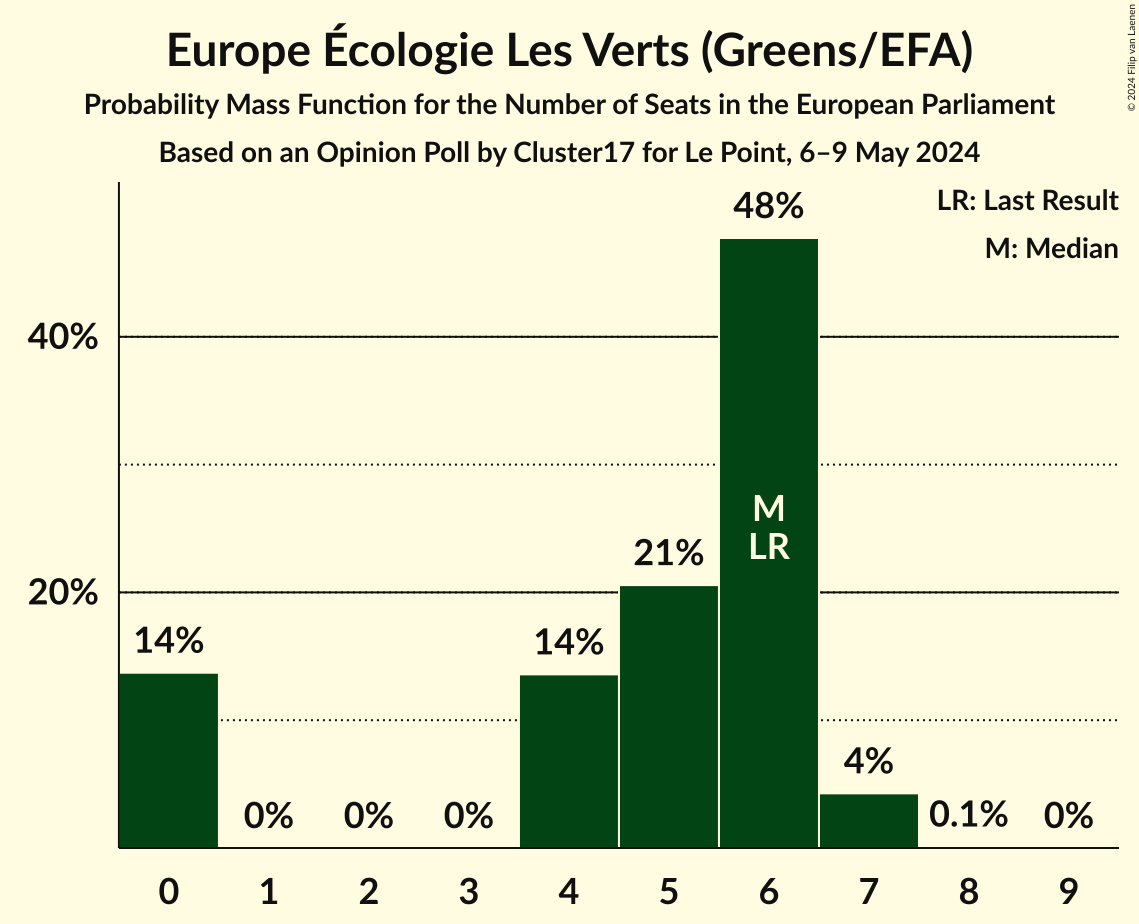 Europe Écologie Les Verts (Greens/EFA)
Probability Mass Function for the Number of Seats in the European Parliament
Based on an Opinion Poll by Cluster17 for Le Point, 6–9 May 2024
© 2024 Filip van Laenen
LR: Last Result
M: Median
48%
40%
M
LR
21%
20%
14%
14%
4%
0%
0%
0%
0.1%
0%
0 1 2 3 4 5 6 7 8 9